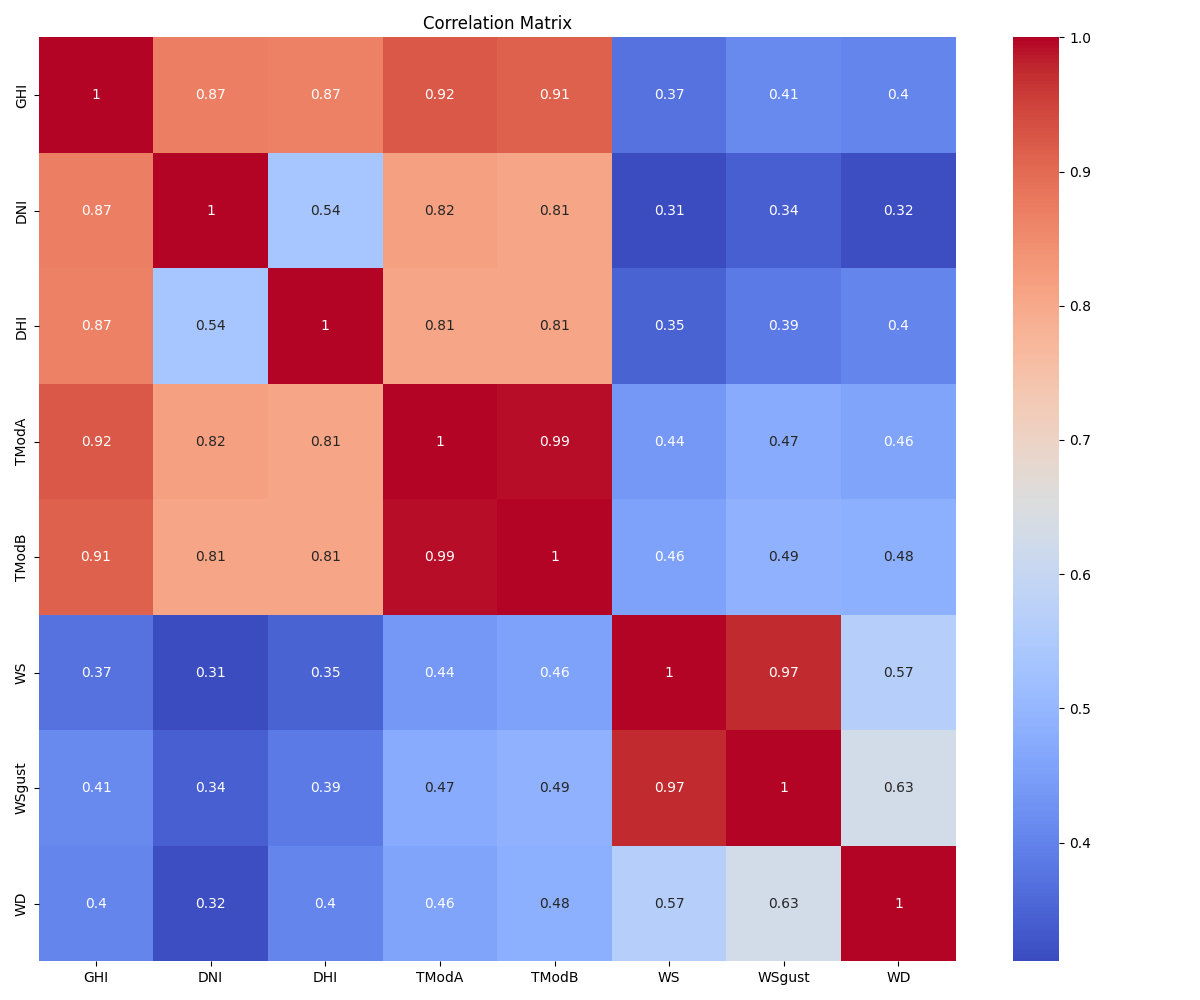 Correlation Matrix
GHI 1 0.87 0.87 0.92 0.91 0.37 0.41 0.4
DNI 0.87 1 0.54 0.82 0.81 0.31 0.34 0.32
DHI 0.87 0.54 1 0.81 0.81 0.35 0.39 0.4
TModA 0.92 0.82 0.81 1 0.99 0.44 0.47 0.46
TModB 0.91 0.81 0.81 0.99 1 0.46 0.49 0.48
WS 0.37 0.31 0.35 0.44 0.46 1 0.97 0.57
WSgust 0.41 0.34 0.39 0.47 0.49 0.97 1 0.63
WD 0.4 0.32 0.4 0.46 0.48 0.57 0.63 1
GHI DNI DHI TModA TModB WS WSgust WD
1.0
0.9
0.8
0.7
0.6
0.5
0.4